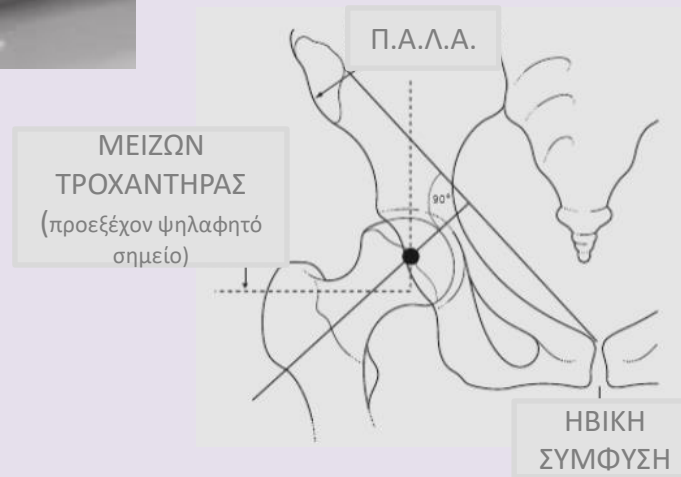 Π.Α.Λ.Α.
ΜΕΙΖΩΝ
ΤΡΟΧΑΝΤΗΡΑΣ
(προεξέχον ψηλαφητό
σημείο)
90°
ΗΒΙΚΗ
ΣΥΜΦΥΣΗ